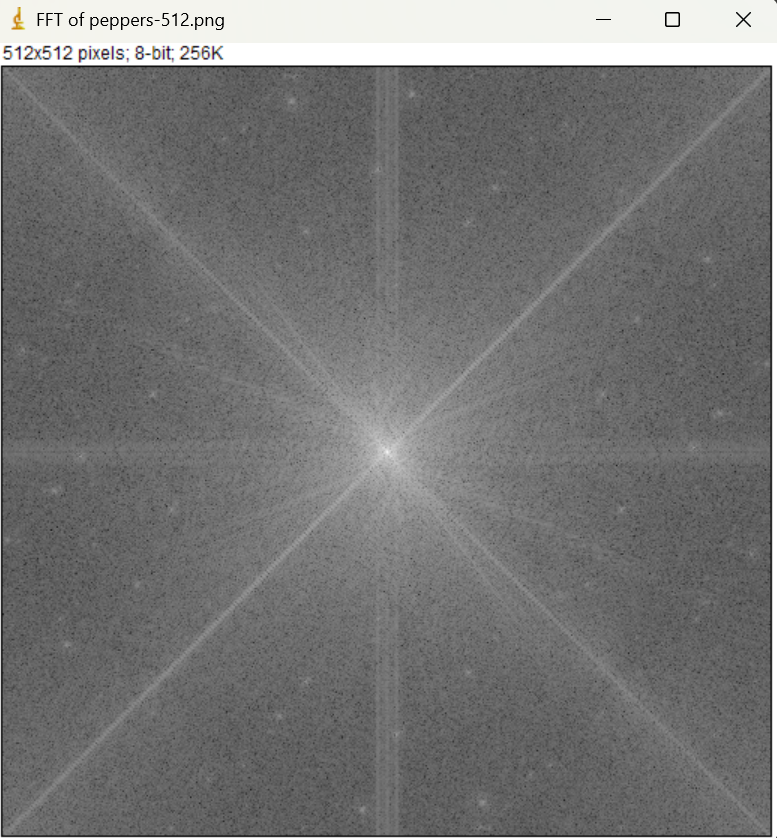 FFT of peppers-512.png
512x512 pixels; 8-bit; 256K